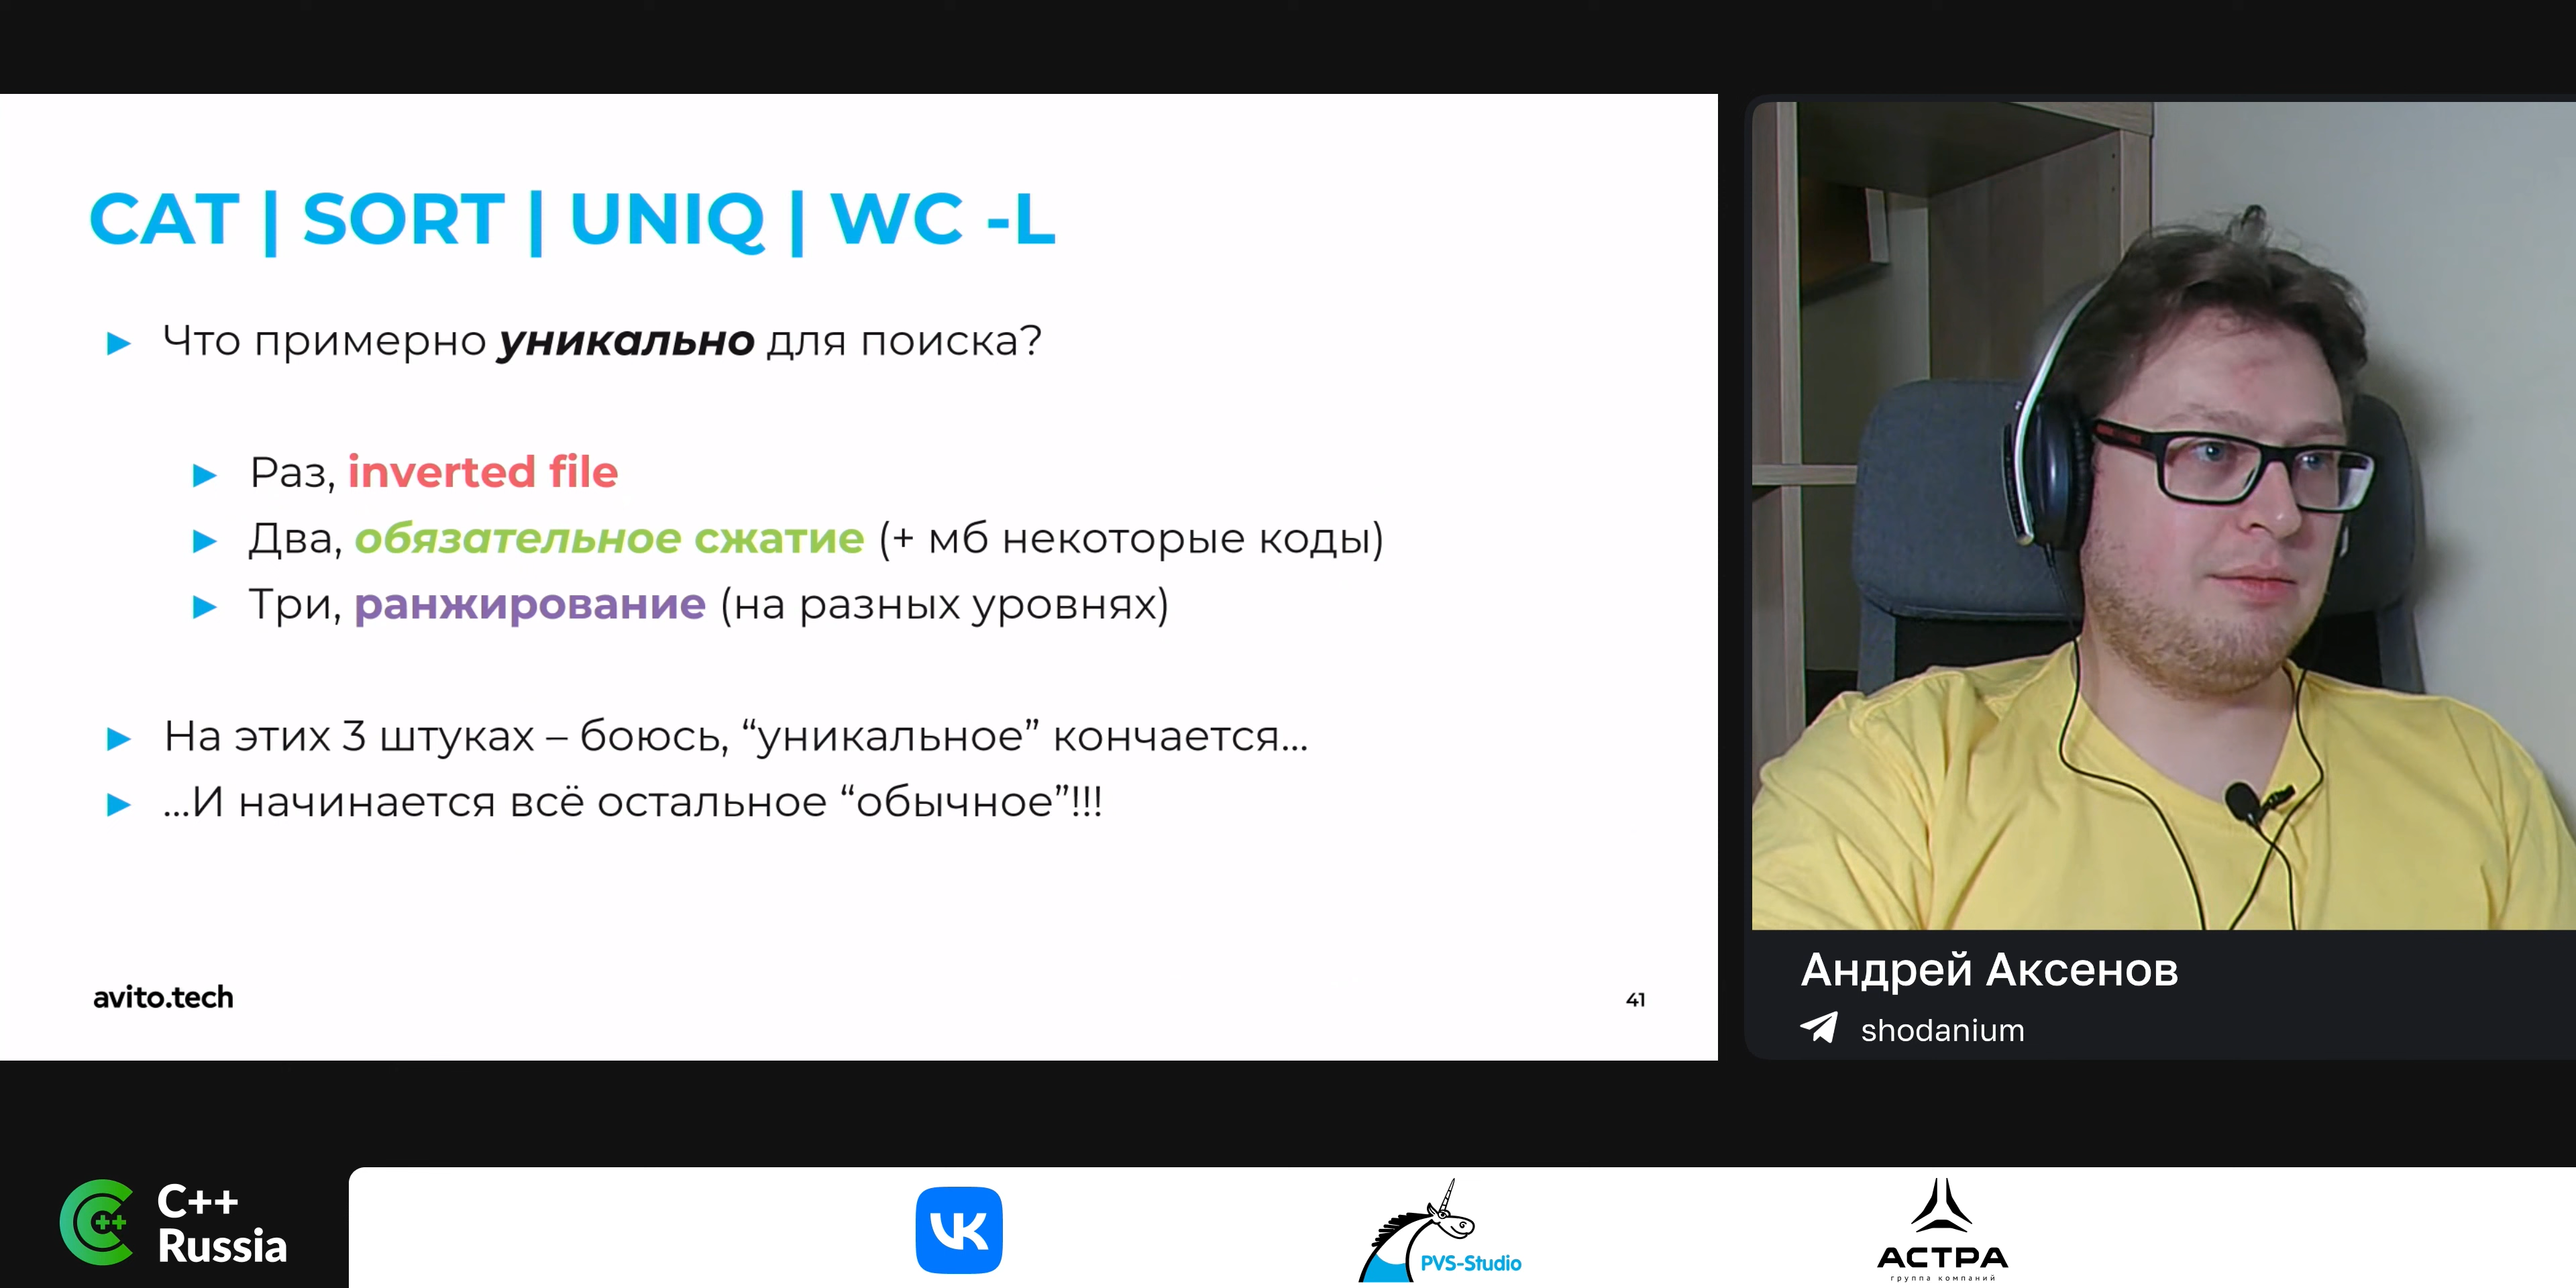 CAT | SORT | UNIQ | WC -L
Что примерно уникально для поиска?
Раз, inverted file
Два, обязательное сжатие (+ мб некоторые коды)
Три, ранжирование (на разных уровнях)
На этих 3 штуках – боюсь, “уникальное” кончается...
...И начинается всё остальное “обычное”!!!
avito.tech
41
Андрей Аксенов
shodanium
C++
Russia
VK
PVS-Studio
АСТРА
группа компаний